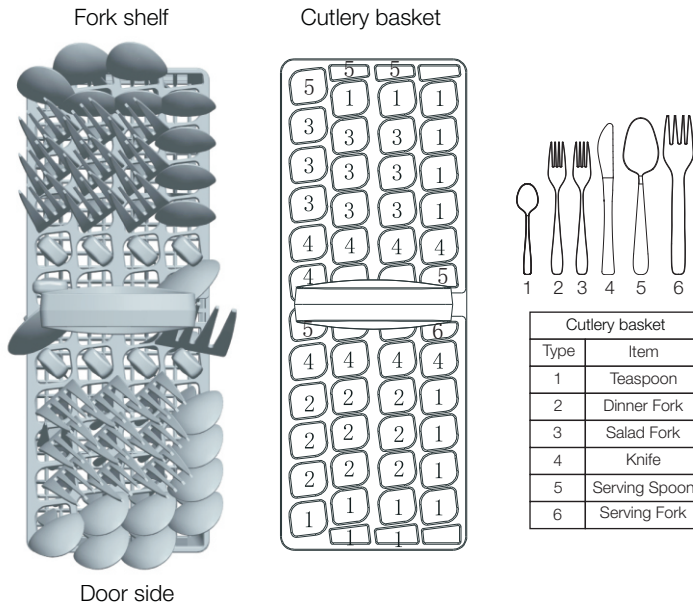 Fork shelf
Cutlery basket
5 5
5 1 1 1
3 3 3 1
3 3 3 1
3 3 3 1
4 4 4 4
4 5
5 6
4 4 4 4
2 2 2 1
2 2 2 1
2 2 2 1
1 1 1 1
1 1
1 2 3 4 5 6
Cutlery basket
Type Item
1 Teaspoon
2 Dinner Fork
3 Salad Fork
4 Knife
5 Serving Spoon
6 Serving Fork
Door side